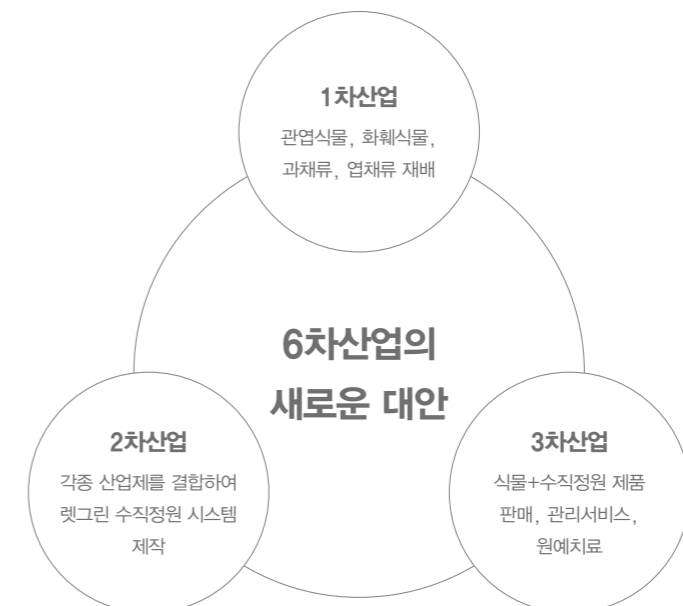 1차산업
관엽식물, 화훼식물,
과채류, 엽채류 재배
6차산업의
새로운 대안
2차산업
각종 산업제를 결합하여
렛그린 수직정원 시스템
제작
3차산업
식물+수직정원 제품
판매, 관리서비스,
원예치료